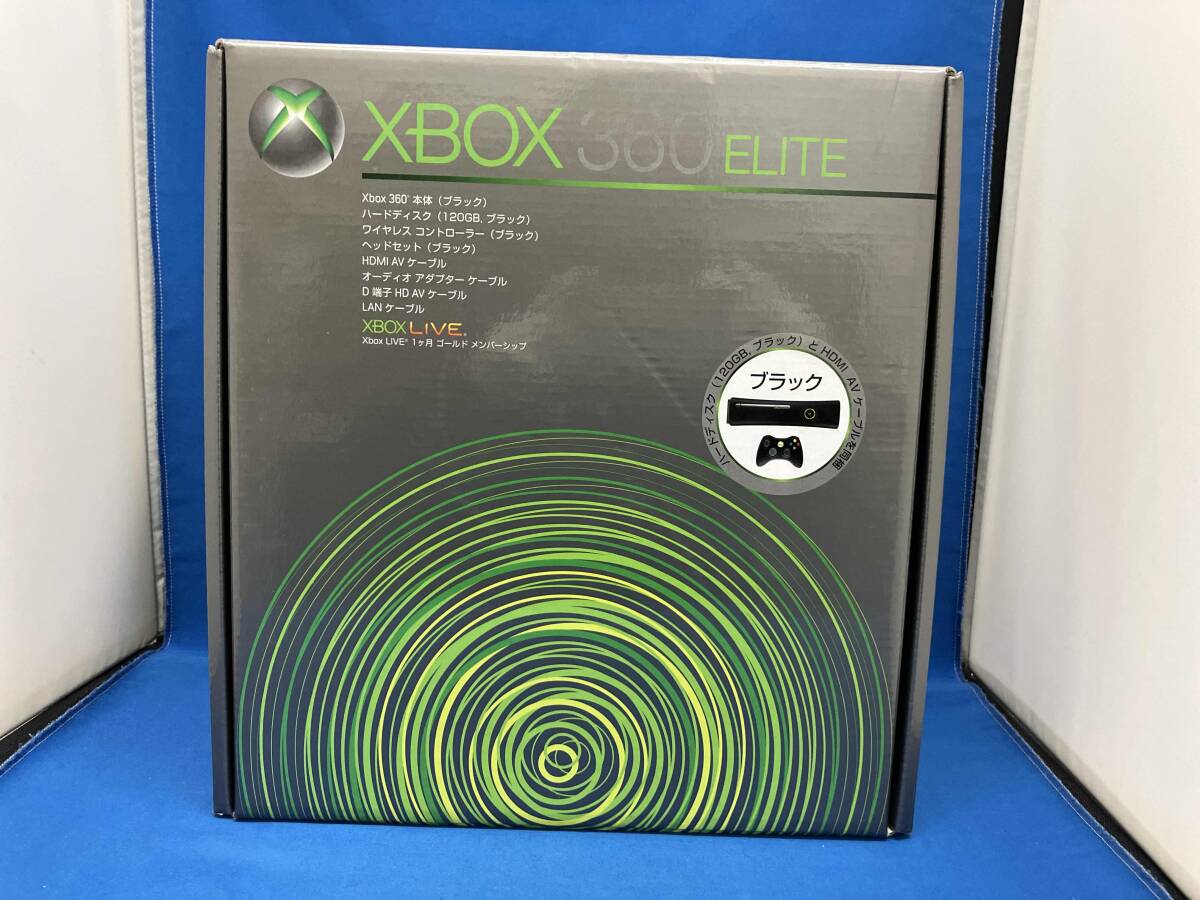 XBOX 360 ELITE
Xbox 360® 本体（ブラック）
ハードディスク（120GB, ブラック）
ワイヤレス コントローラー（ブラック）
ヘッドセット（ブラック）
HDMI AV ケーブル
オーディオ アダプター ケーブル
D 端子 HD AV ケーブル
LAN ケーブル
XBOX LIVE®
Xbox LIVE® 1ヶ月 ゴールド メンバーシップ
ハードディスク（120GB, ブラック）と HDMI AV ケーブルを同梱
ブラック